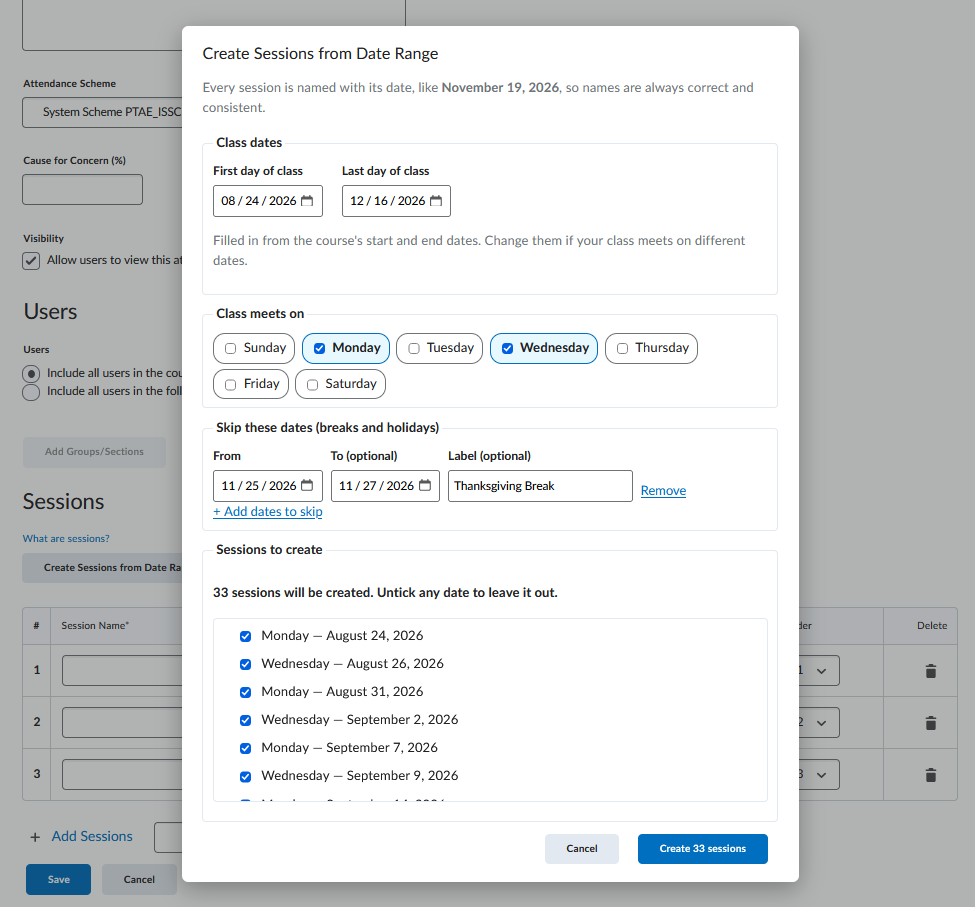 Create Sessions from Date Range
Every session is named with its date, like November 19, 2026, so names are always correct and
consistent.
Class dates
First day of class
Last day of class
08 / 24 / 2026
12 / 16 / 2026
Filled in from the course's start and end dates. Change them if your class meets on different
dates.
Class meets on
Sunday
Monday
Tuesday
Wednesday
Thursday
Friday
Saturday
Skip these dates (breaks and holidays)
From
To (optional)
Label (optional)
11 / 25 / 2026
11 / 27 / 2026
Thanksgiving Break
Remove
+ Add dates to skip
Sessions to create
33 sessions will be created. Untick any date to leave it out.
Monday — August 24, 2026
Wednesday — August 26, 2026
Monday — August 31, 2026
Wednesday — September 2, 2026
Monday — September 7, 2026
Wednesday — September 9, 2026
Cancel
Create 33 sessions
Attendance Scheme
System Scheme PTAE_ISSC
Cause for Concern (%)
Visibility
Allow users to view this at
Users
Users
Include all users in the cou
Include all users in the foll
Add Groups/Sections
Sessions
What are sessions?
Create Sessions from Date Ra
# Session Name* der Delete
1 1
2 2
3 3
+ Add Sessions
Save
Cancel